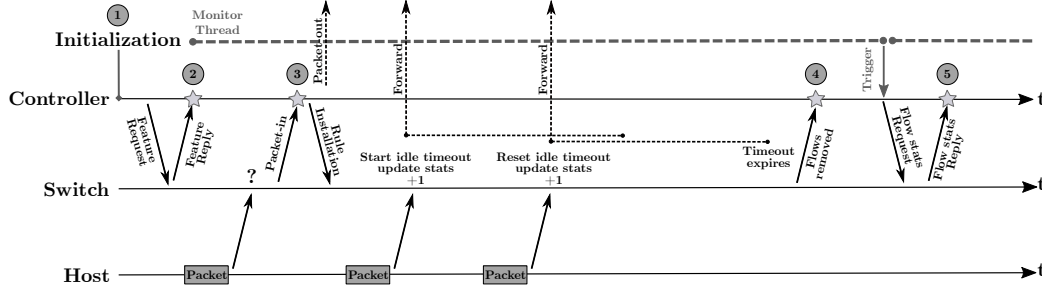 1
Monitor
Thread
Initialization
Packet-out
Forward
Forward
Trigger
2
3
4
5
Controller
t
Feature
Request
Feature
Reply
Packet-in
Rule
Installation
Start idle timeout
update stats
+1
Reset idle timeout
update stats
+1
Timeout
expires
Flows
removed
Flow stats
Request
Flow stats
Reply
?
Switch
t
Packet
Packet
Packet
Host
t